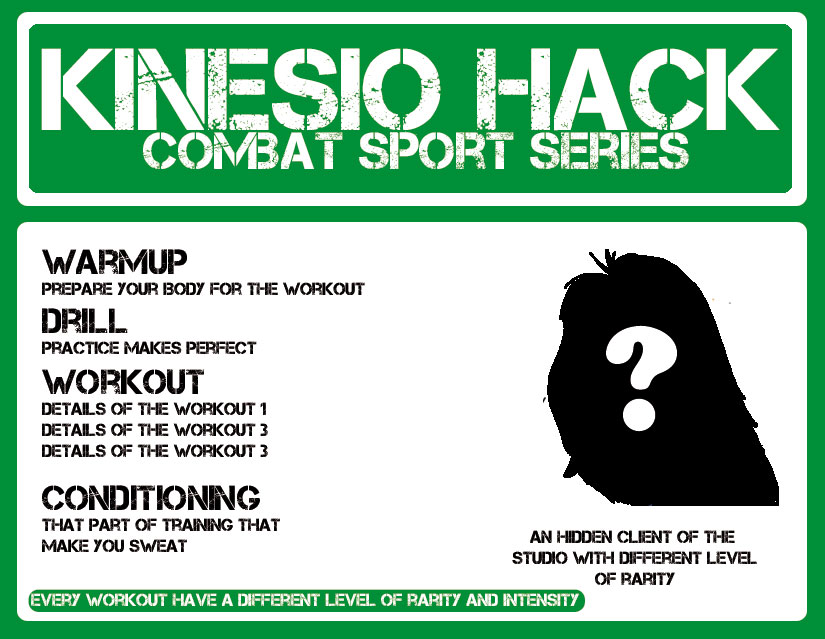 KINESIO HACK
COMBAT SPORT SERIES
WARMUP
PREPARE YOUR BODY FOR THE WORKOUT
DRILL
PRACTICE MAKES PERFECT
WORKOUT
DETAILS OF THE WORKOUT 1
DETAILS OF THE WORKOUT 3
DETAILS OF THE WORKOUT 3
CONDITIONING
THAT PART OF TRAINING THAT
MAKE YOU SWEAT
?
AN HIDDEN CLIENT OF THE
STUDIO WITH DIFFERENT LEVEL
OF RARITY
EVERY WORKOUT HAVE A DIFFERENT LEVEL OF RARITY AND INTENSITY